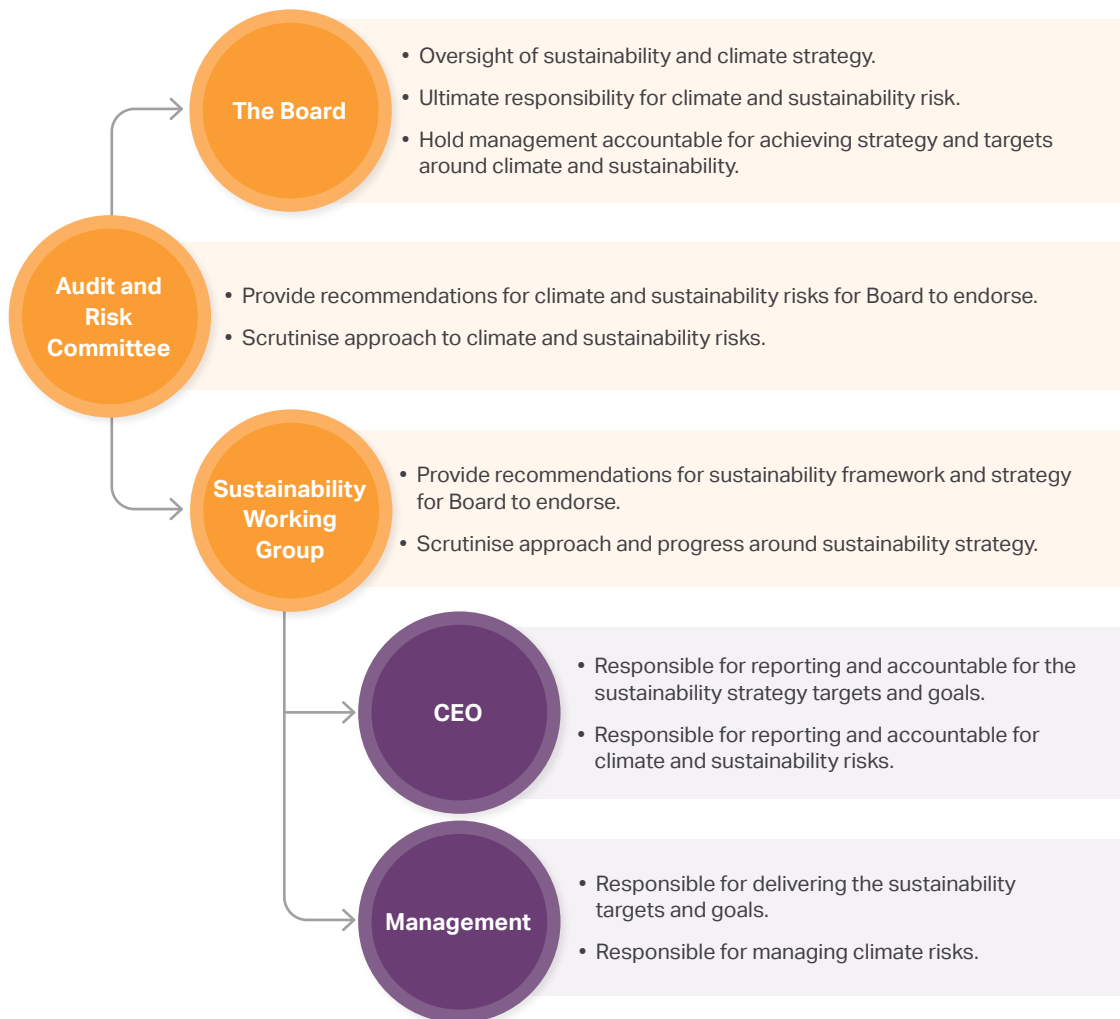 The Board
• Oversight of sustainability and climate strategy.
• Ultimate responsibility for climate and sustainability risk.
• Hold management accountable for achieving strategy and targets
around climate and sustainability.
Audit and
Risk
Committee
• Provide recommendations for climate and sustainability risks for Board to endorse.
• Scrutinise approach to climate and sustainability risks.
Sustainability
Working
Group
• Provide recommendations for sustainability framework and strategy
for Board to endorse.
• Scrutinise approach and progress around sustainability strategy.
CEO
• Responsible for reporting and accountable for the
sustainability strategy targets and goals.
• Responsible for reporting and accountable for
climate and sustainability risks.
Management
• Responsible for delivering the sustainability
targets and goals.
• Responsible for managing climate risks.